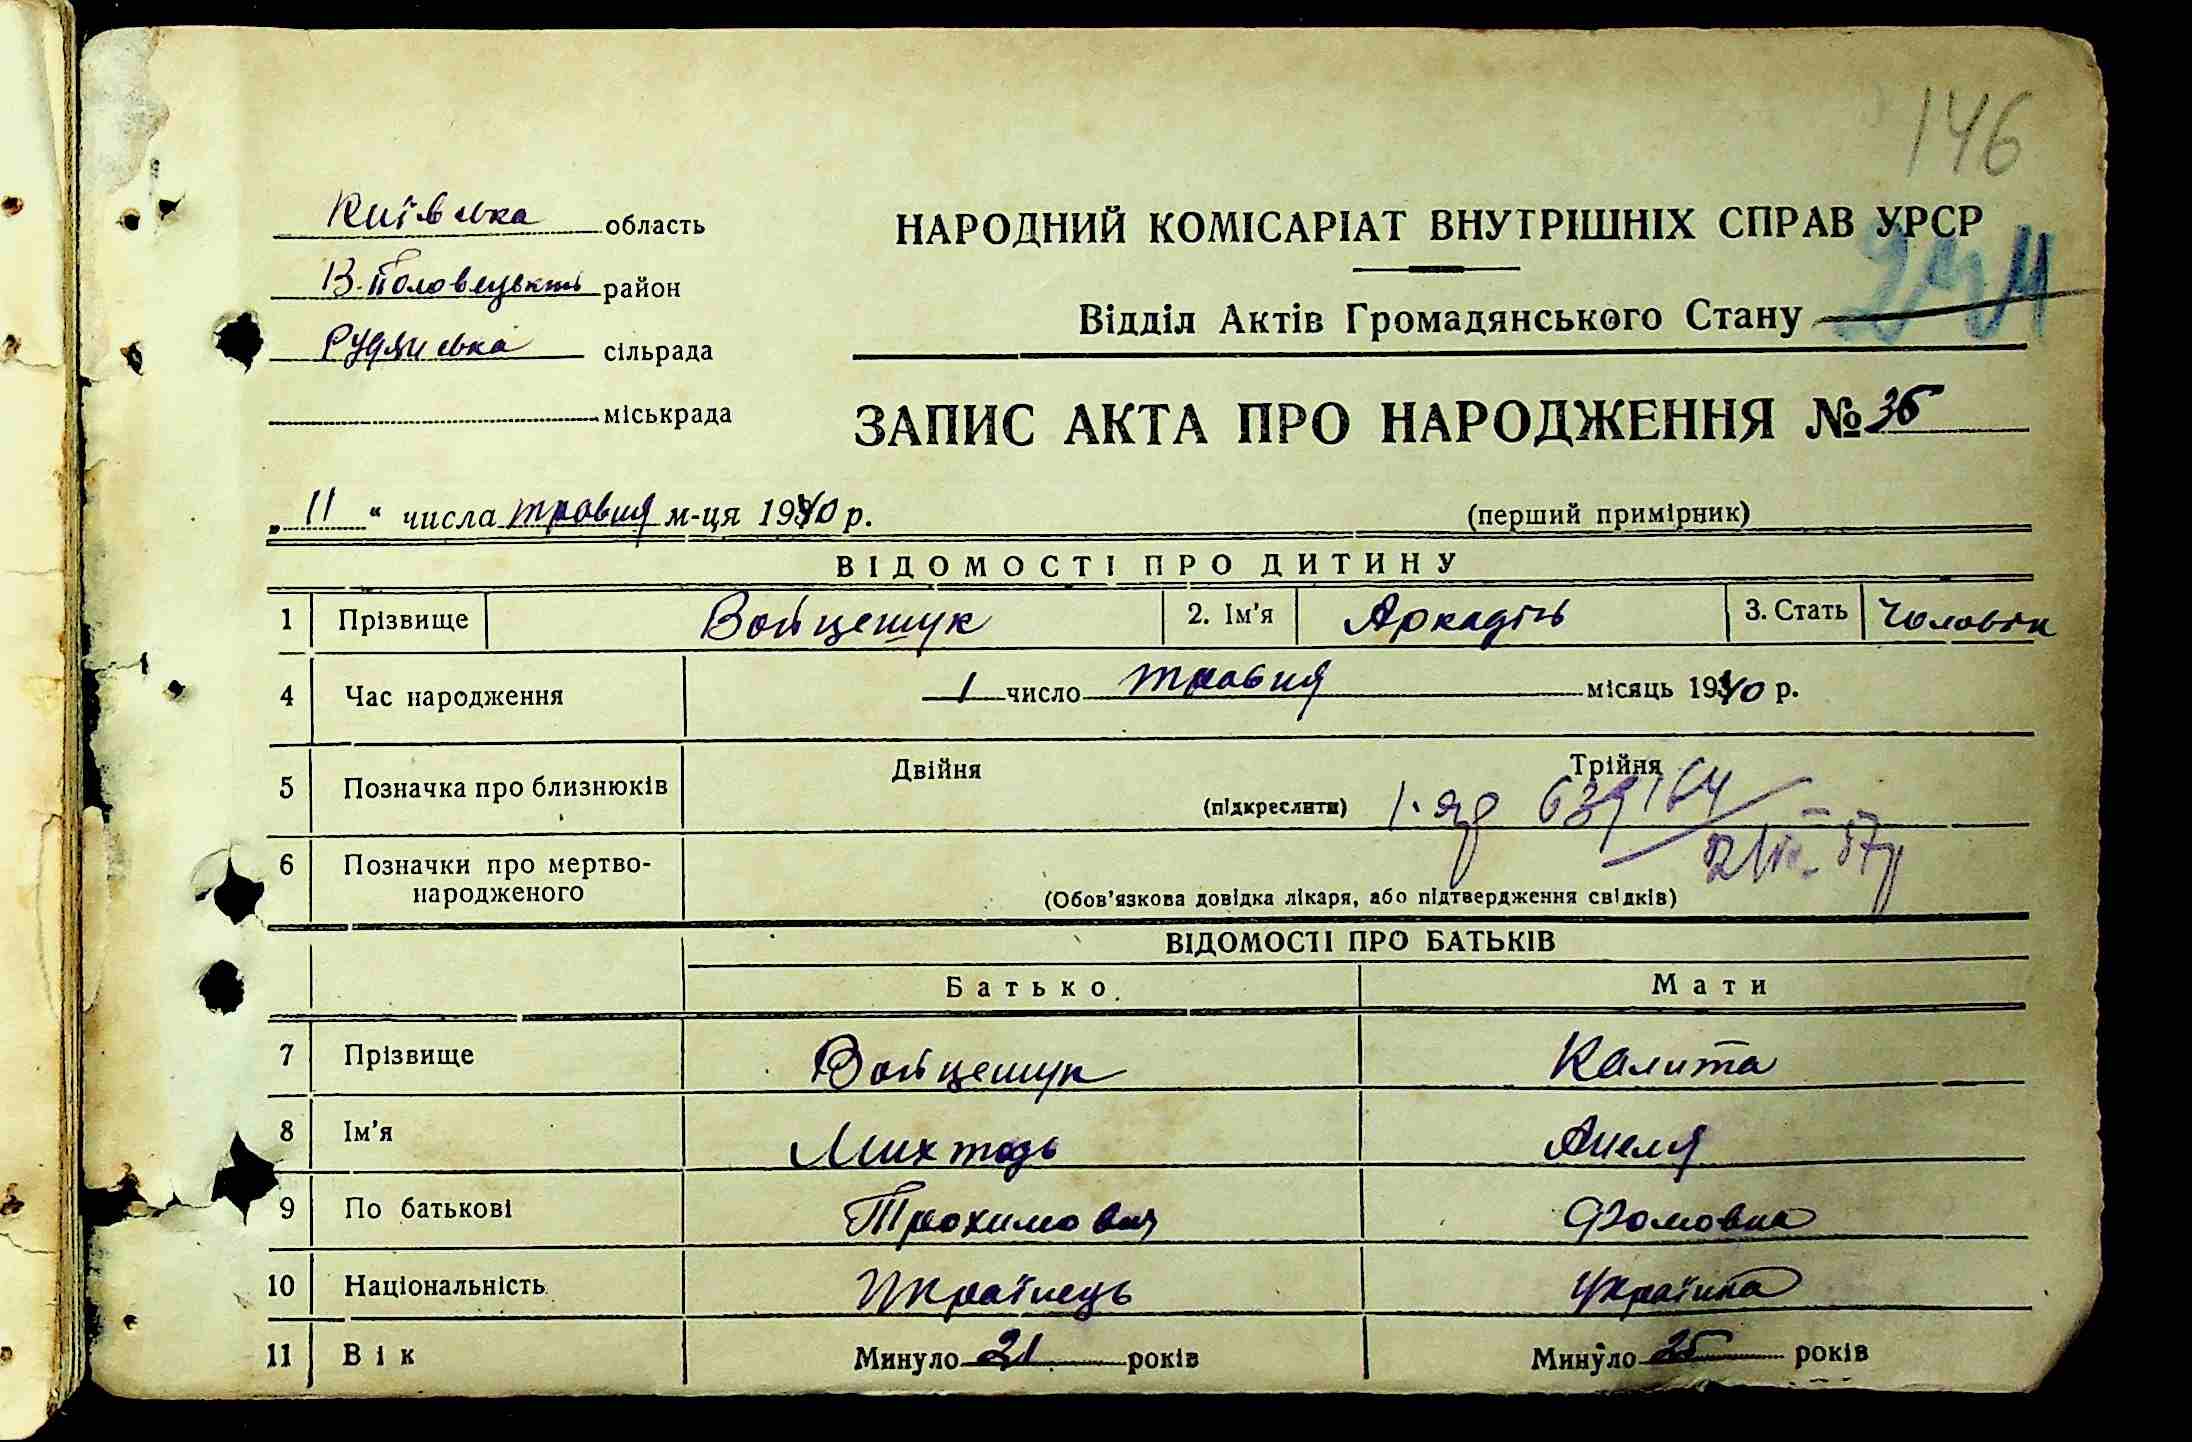 146
Київська область
В. Половецький район
Рудянська сільрада
міськрада
НАРОДНИЙ КОМІСАРІАТ ВНУТРІШНІХ СПРАВ УРСР
Відділ Актів Громадянського Стану
ЗАПИС АКТА ПРО НАРОДЖЕННЯ № 35
„ 11 “ числа травня м-ця 1940 р.
(перший примірник)
ВІДОМОСТІ ПРО ДИТИНУ
1 Прізвище Войцешук 2. Ім'я Аркадій 3. Стать Чоловік
4 Час народження 1 число травня місяць 1940 р.
5 Позначка про близнюків Двійня Трійня
(підкреслити)
6 Позначки про мертво-
народженого
(Обов'язкова довідка лікаря, або підтвердження свідків)
ВІДОМОСТІ ПРО БАТЬКІВ
Батько Мати
7 Прізвище Войцешук Калита
8 Ім'я Анеля
9 По батькові Трохимович Фомовна
10 Національність Українець Українка
11 Вік Минуло 21 років Минуло 25 років